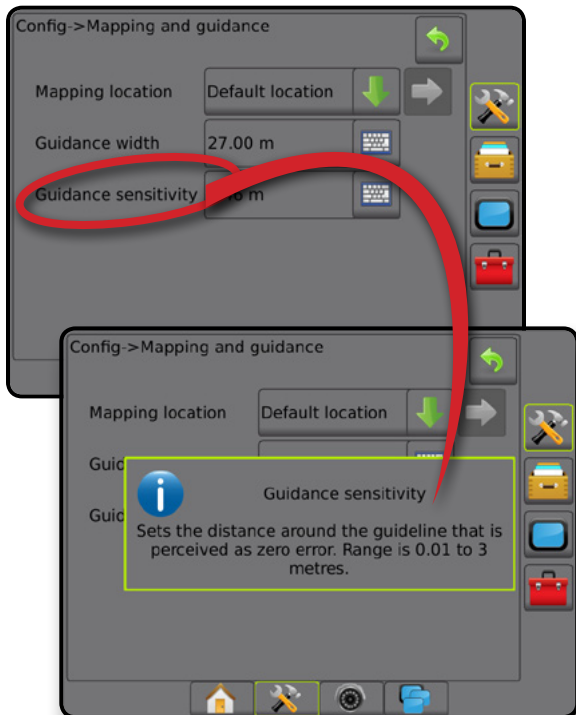 Config->Mapping and guidance
Mapping location Default location
Guidance width 27.00 m
Guidance sensitivity m
Config->Mapping and guidance
Mapping location Default location
Guid
Guidance sensitivity
Guid
Sets the distance around the guideline that is
perceived as zero error. Range is 0.01 to 3
metres.